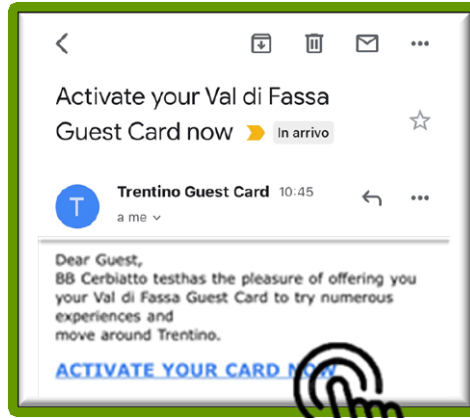 Activate your Val di Fassa
Guest Card now In arrivo
Trentino Guest Card 10:45
T
a me
Dear Guest,
BB Cerbiatto testhas the pleasure of offering you
your Val di Fassa Guest Card to try numerous
experiences and
move around Trentino.
ACTIVATE YOUR CARD NOW